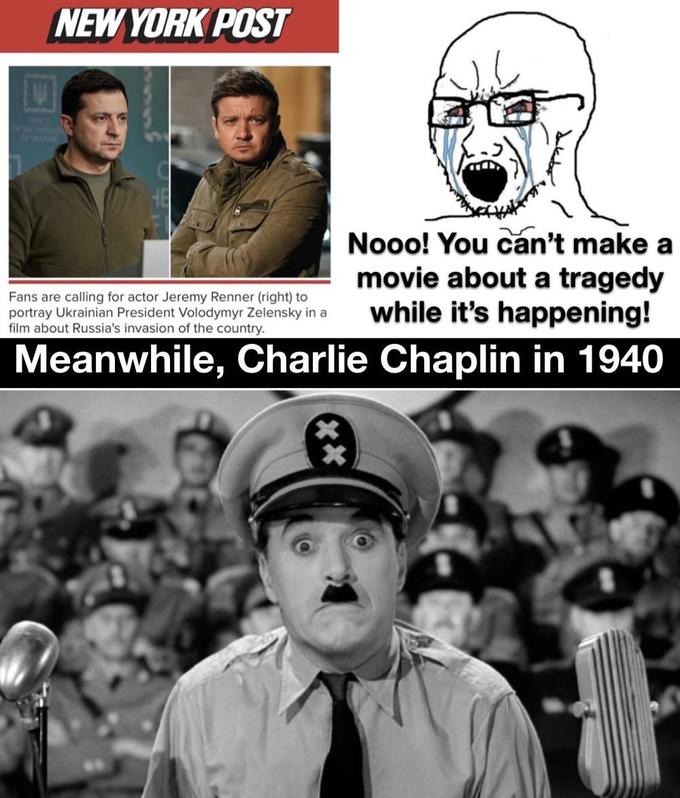 NEW YORK POST
Fans are calling for actor Jeremy Renner (right) to
portray Ukrainian President Volodymyr Zelensky in a
film about Russia's invasion of the country.
Nooo! You can't make a
movie about a tragedy
while it's happening!
Meanwhile, Charlie Chaplin in 1940